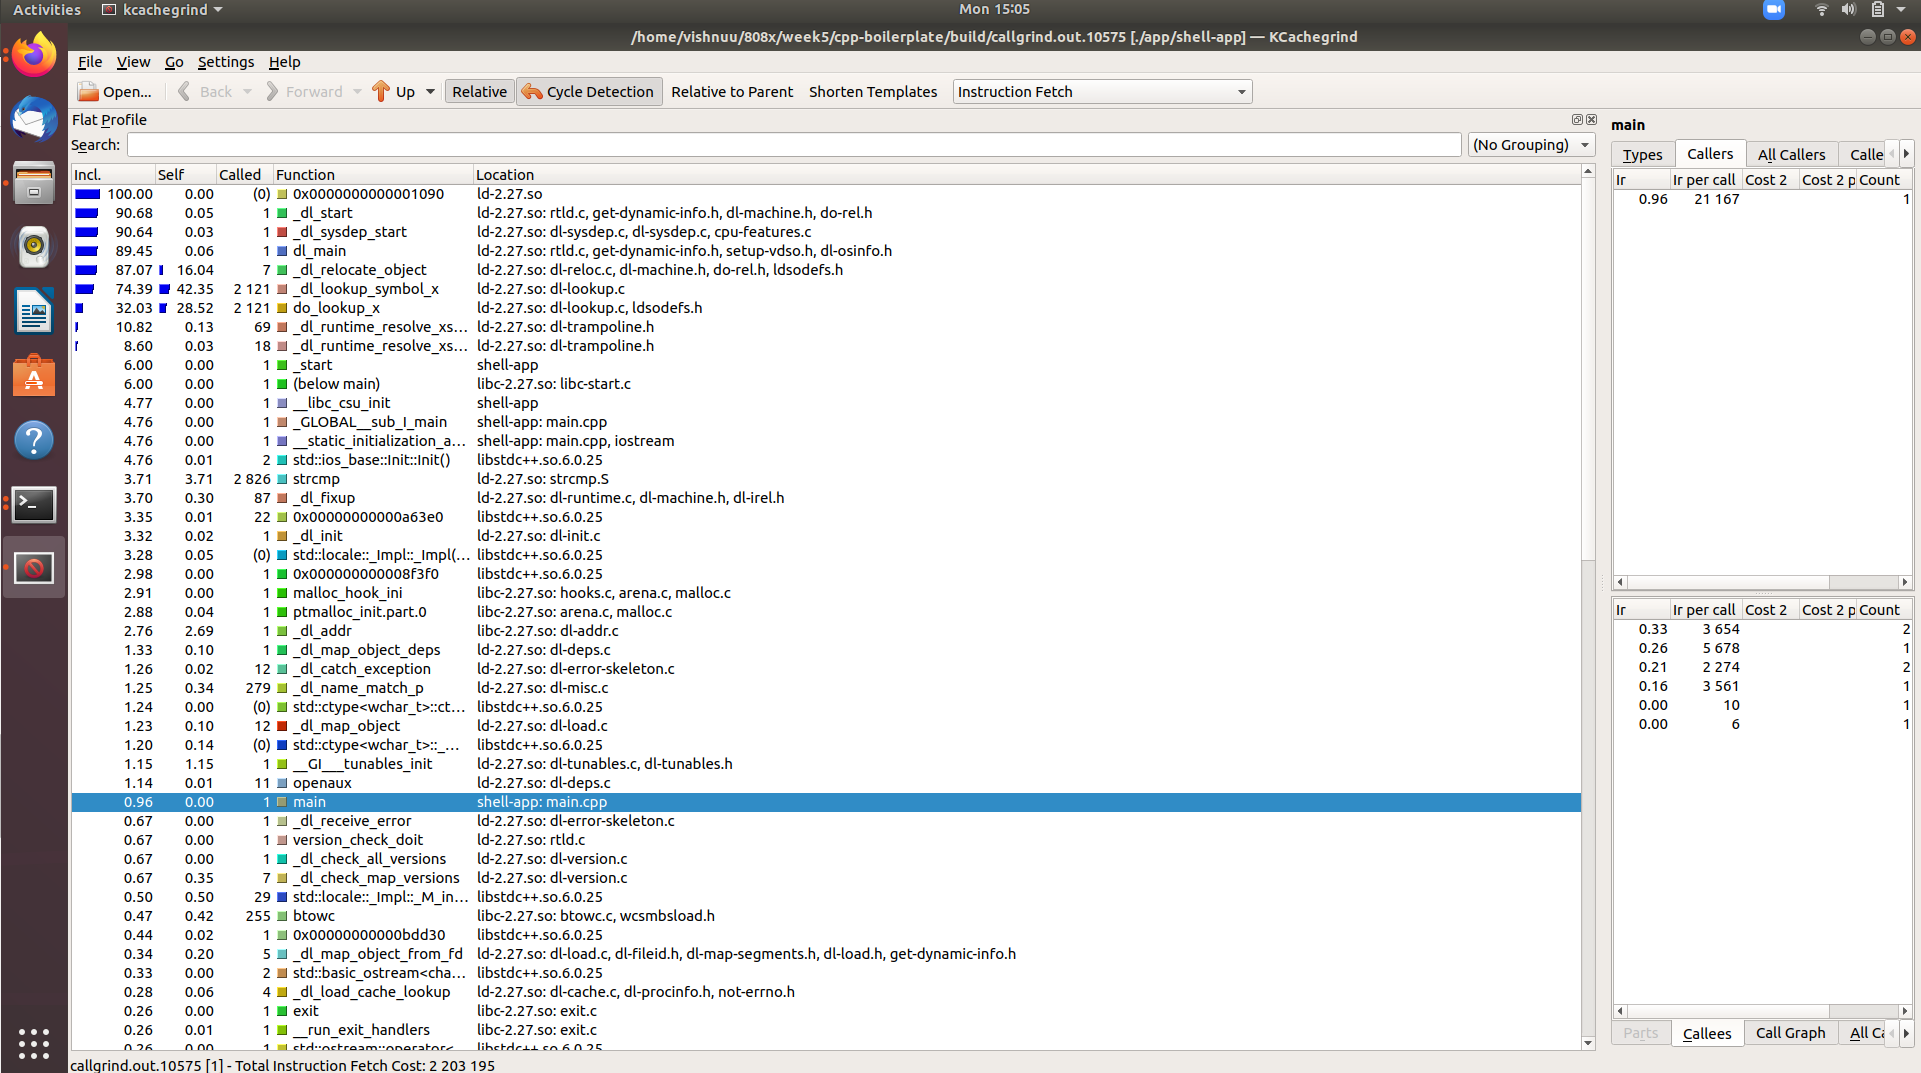 Activities kcachegrind Mon 15:05
/home/vishnuu/808x/week5/cpp-boilerplate/build/callgrind.out.10575 [./app/shell-app] — KCachegrind
File View Go Settings Help
Open... Back Forward Up Relative Cycle Detection Relative to Parent Shorten Templates Instruction Fetch
Flat Profile
Search: (No Grouping)
Incl. Self Called Function Location
100.00 0.00 (0) 0x0000000000001090 ld-2.27.so
90.68 0.05 1 _dl_start ld-2.27.so: rtld.c, get-dynamic-info.h, dl-machine.h, do-rel.h
90.64 0.03 1 _dl_sysdep_start ld-2.27.so: dl-sysdep.c, dl-sysdep.c, cpu-features.c
89.45 0.06 1 dl_main ld-2.27.so: rtld.c, get-dynamic-info.h, setup-vdso.h, dl-osinfo.h
87.07 16.04 7 _dl_relocate_object ld-2.27.so: dl-reloc.c, dl-machine.h, do-rel.h, ldsodefs.h
74.39 42.35 2 121 _dl_lookup_symbol_x ld-2.27.so: dl-lookup.c
32.03 28.52 2 121 do_lookup_x ld-2.27.so: dl-lookup.c, ldsodefs.h
10.82 0.13 69 _dl_runtime_resolve_xs... ld-2.27.so: dl-trampoline.h
8.60 0.03 18 _dl_runtime_resolve_xs... ld-2.27.so: dl-trampoline.h
6.00 0.00 1 _start shell-app
6.00 0.00 1 (below main) libc-2.27.so: libc-start.c
4.77 0.00 1 __libc_csu_init shell-app
4.76 0.00 1 _GLOBAL__sub_I_main shell-app: main.cpp
4.76 0.00 1 __static_initialization_a... shell-app: main.cpp, iostream
4.76 0.01 2 std::ios_base::Init::Init() libstdc++.so.6.0.25
3.71 3.71 2 826 strcmp ld-2.27.so: strcmp.S
3.70 0.30 87 _dl_fixup ld-2.27.so: dl-runtime.c, dl-machine.h, dl-irel.h
3.35 0.01 22 0x00000000000a63e0 libstdc++.so.6.0.25
3.32 0.02 1 _dl_init ld-2.27.so: dl-init.c
3.28 0.05 (0) std::locale::_Impl::_Impl(... libstdc++.so.6.0.25
2.98 0.00 1 0x000000000008f3f0 libstdc++.so.6.0.25
2.91 0.00 1 malloc_hook_ini libc-2.27.so: hooks.c, arena.c, malloc.c
2.88 0.04 1 ptmalloc_init.part.0 libc-2.27.so: arena.c, malloc.c
2.76 2.69 1 _dl_addr libc-2.27.so: dl-addr.c
1.33 0.10 1 _dl_map_object_deps ld-2.27.so: dl-deps.c
1.26 0.02 12 _dl_catch_exception ld-2.27.so: dl-error-skeleton.c
1.25 0.34 279 _dl_name_match_p ld-2.27.so: dl-misc.c
1.24 0.00 (0) std::ctype<wchar_t>::ct... libstdc++.so.6.0.25
1.23 0.10 12 _dl_map_object ld-2.27.so: dl-load.c
1.20 0.14 (0) std::ctype<wchar_t>::_... libstdc++.so.6.0.25
1.15 1.15 1 __GI___tunables_init ld-2.27.so: dl-tunables.c, dl-tunables.h
1.14 0.01 11 openaux ld-2.27.so: dl-deps.c
0.96 0.00 1 main shell-app: main.cpp
0.67 0.00 1 _dl_receive_error ld-2.27.so: dl-error-skeleton.c
0.67 0.00 1 version_check_doit ld-2.27.so: rtld.c
0.67 0.00 1 _dl_check_all_versions ld-2.27.so: dl-version.c
0.67 0.35 7 _dl_check_map_versions ld-2.27.so: dl-version.c
0.50 0.50 29 std::locale::_Impl::_M_in... libstdc++.so.6.0.25
0.47 0.42 255 btowc libc-2.27.so: btowc.c, wcsmbsload.h
0.44 0.02 1 0x00000000000bdd30 libstdc++.so.6.0.25
0.34 0.20 5 _dl_map_object_from_fd ld-2.27.so: dl-load.c, dl-fileid.h, dl-map-segments.h, dl-load.h, get-dynamic-info.h
0.33 0.00 2 std::basic_ostream<cha... libstdc++.so.6.0.25
0.28 0.06 4 _dl_load_cache_lookup ld-2.27.so: dl-cache.c, dl-procinfo.h, not-errno.h
0.26 0.00 1 exit libc-2.27.so: exit.c
0.26 0.01 1 __run_exit_handlers libc-2.27.so: exit.c
0.26 0.00 1 std::ostream::operator< libstdc++.so.6.0.25
main
Types Callers All Callers Calle
Ir Ir per call Cost 2 Cost 2 p Count
0.96 21 167 1
Ir Ir per call Cost 2 Cost 2 p Count
0.33 3 654 2
0.26 5 678 1
0.21 2 274 2
0.16 3 561 1
0.00 10 1
0.00 6 1
Parts Callees Call Graph All Ca
callgrind.out.10575 [1] - Total Instruction Fetch Cost: 2 203 195